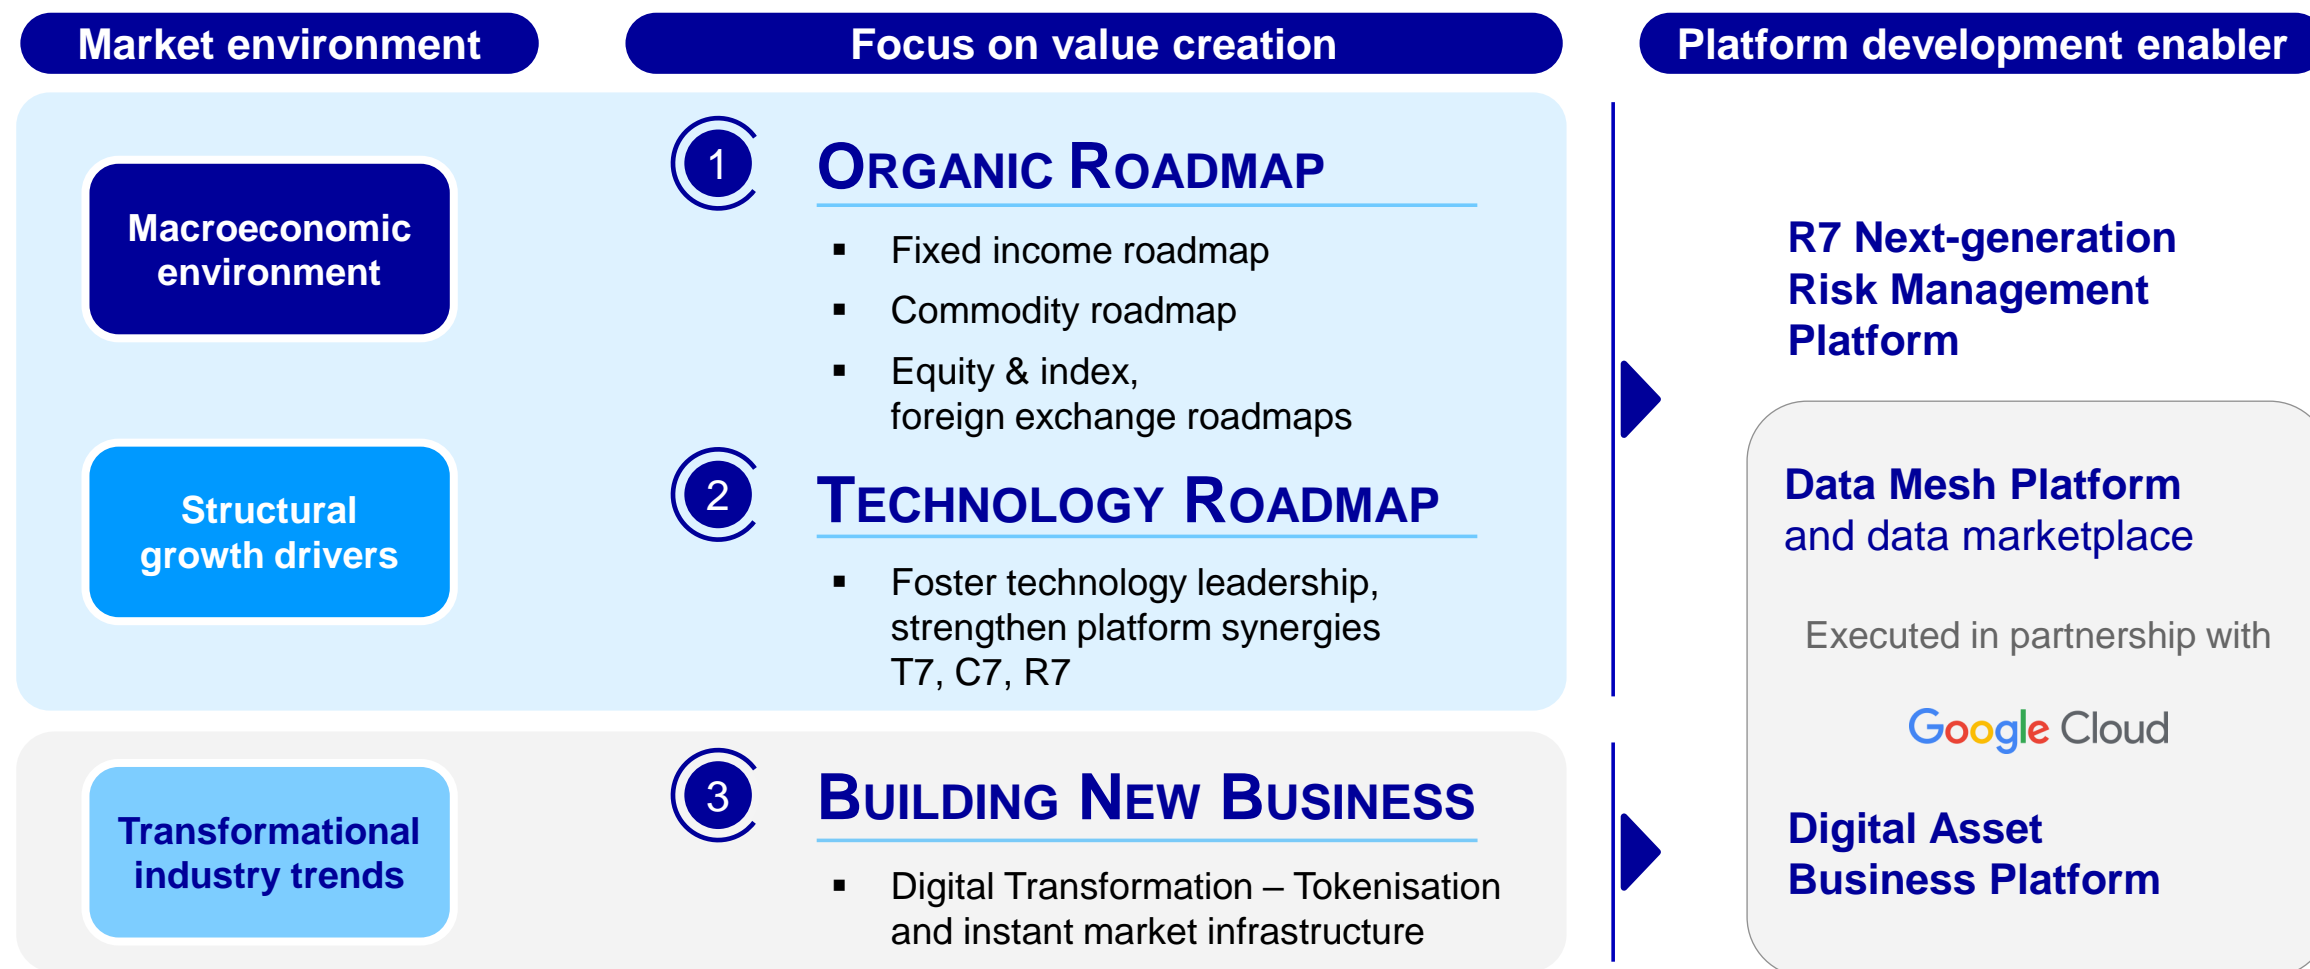 Market environment
Focus on value creation
Platform development enabler
Macroeconomic
environment
Structural
growth drivers
Transformational
industry trends
1
ORGANIC ROADMAP
▪ Fixed income roadmap
▪ Commodity roadmap
▪ Equity & index,
foreign exchange roadmaps
2
TECHNOLOGY ROADMAP
▪ Foster technology leadership,
strengthen platform synergies
T7, C7, R7
3
BUILDING NEW BUSINESS
▪ Digital Transformation – Tokenisation
and instant market infrastructure
R7 Next-generation
Risk Management
Platform
Data Mesh Platform
and data marketplace
Executed in partnership with
Google Cloud
Digital Asset
Business Platform